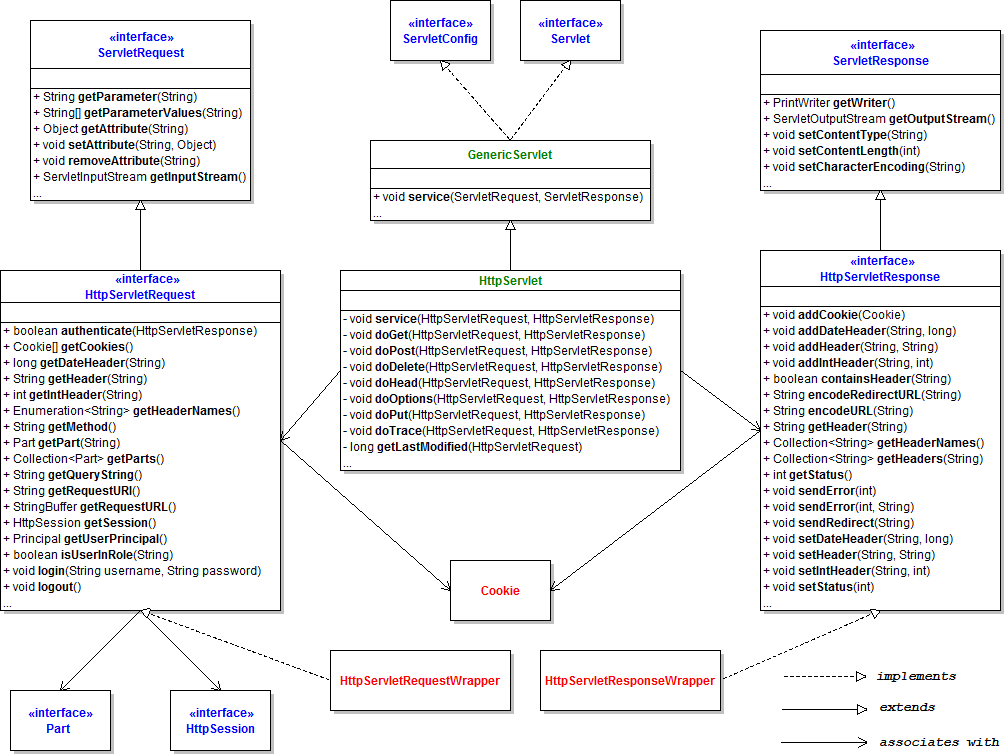 «interface»
ServletRequest
+ String getParameter(String)
+ String[] getParameterValues(String)
+ Object getAttribute(String)
+ void setAttribute(String, Object)
+ void removeAttribute(String)
+ ServletInputStream getInputStream()
...
«interface»
ServletConfig
«interface»
Servlet
GenericServlet
+ void service(ServletRequest, ServletResponse)
...
«interface»
ServletResponse
+ PrintWriter getWriter()
+ ServletOutputStream getOutputStream()
+ void setContentType(String)
+ void setContentLength(int)
+ void setCharacterEncoding(String)
...
«interface»
HttpServletRequest
+ boolean authenticate(HttpServletResponse)
+ Cookie[] getCookies()
+ long getDateHeader(String)
+ String getHeader(String)
+ int getIntHeader(String)
+ Enumeration<String> getHeaderNames()
+ String getMethod()
+ Part getPart(String)
+ Collection<Part> getParts()
+ String getQueryString()
+ String getRequestURI()
+ StringBuffer getRequestURL()
+ HttpSession getSession()
+ Principal getUserPrincipal()
+ boolean isUserInRole(String)
+ void login(String username, String password)
+ void logout()
...
HttpServlet
- void service(HttpServletRequest, HttpServletResponse)
- void doGet(HttpServletRequest, HttpServletResponse)
- void doPost(HttpServletRequest, HttpServletResponse)
- void doDelete(HttpServletRequest, HttpServletResponse)
- void doHead(HttpServletRequest, HttpServletResponse)
- void doOptions(HttpServletRequest, HttpServletResponse)
- void doPut(HttpServletRequest, HttpServletResponse)
- void doTrace(HttpServletRequest, HttpServletResponse)
- long getLastModified(HttpServletRequest)
...
«interface»
HttpServletResponse
+ void addCookie(Cookie)
+ void addDateHeader(String, long)
+ void addHeader(String, String)
+ void addIntHeader(String, int)
+ boolean containsHeader(String)
+ String encodeRedirectURL(String)
+ String encodeURL(String)
+ String getHeader(String)
+ Collection<String> getHeaderNames()
+ Collection<String> getHeaders(String)
+ int getStatus()
+ void sendError(int)
+ void sendError(int, String)
+ void sendRedirect(String)
+ void setDateHeader(String, long)
+ void setHeader(String, String)
+ void setIntHeader(String, int)
+ void setStatus(int)
...
Cookie
HttpServletRequestWrapper
HttpServletResponseWrapper
«interface»
Part
«interface»
HttpSession
implements
extends
associates with